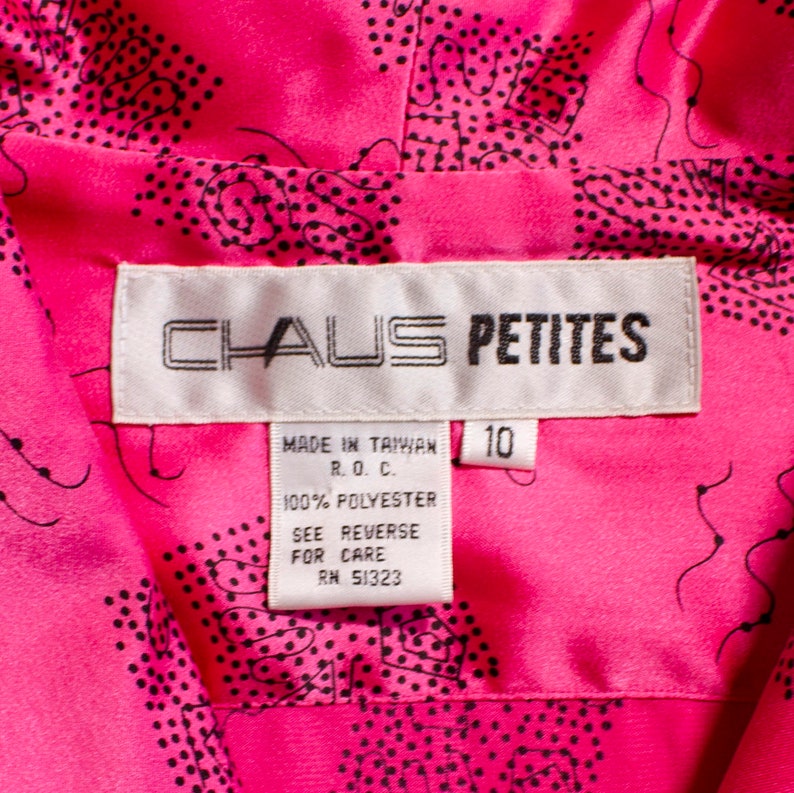 CHAUS PETITES
10
MADE IN TAIWAN
R. O. C.
100% POLYESTER
SEE REVERSE
FOR CARE
RN 51323